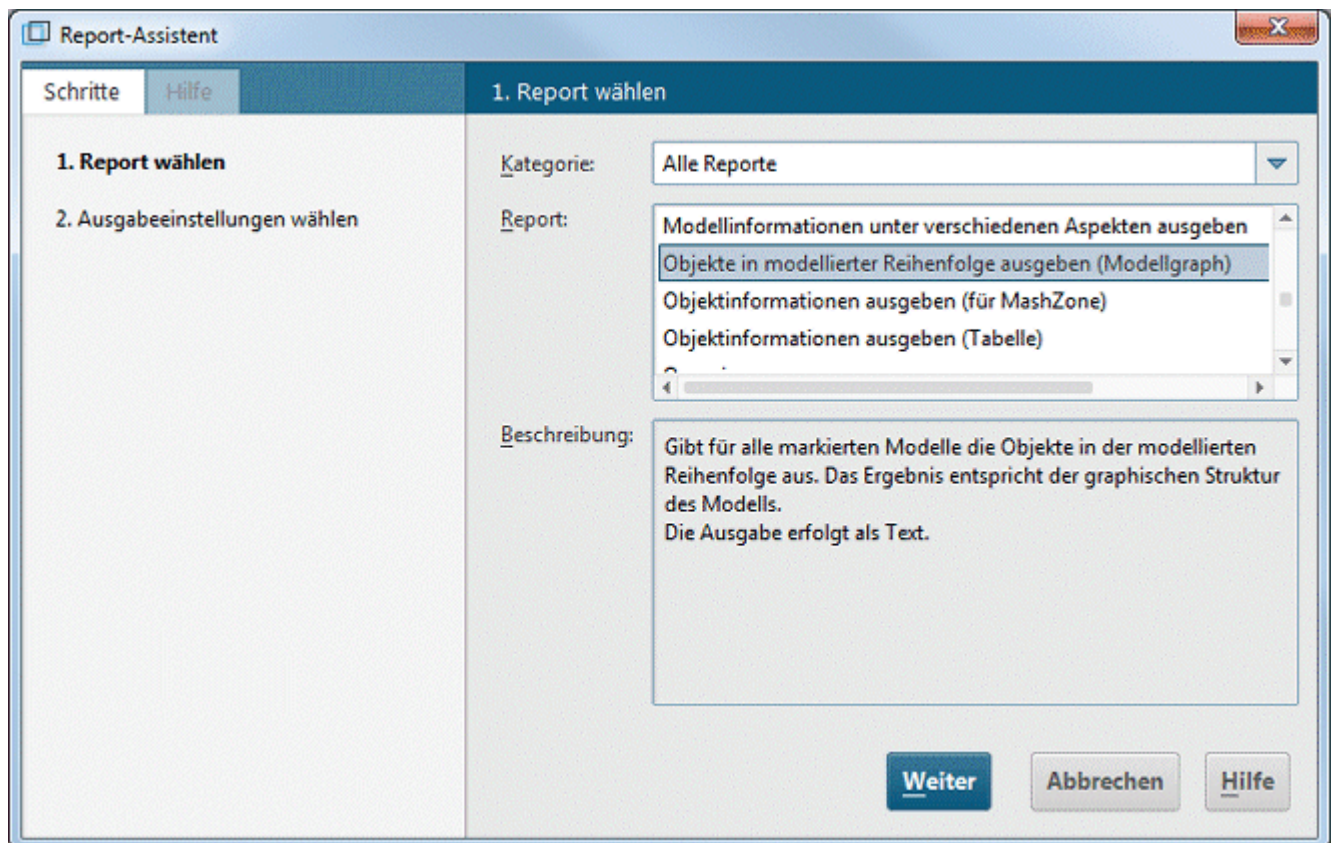 Report-Assistent
Schritte
Hilfe
1. Report wählen
2. Ausgabeeinstellungen wählen
1. Report wählen
Kategorie:
Alle Reporte
Report:
Modellinformationen unter verschiedenen Aspekten ausgeben
Objekte in modellierter Reihenfolge ausgeben (Modellgraph)
Objektinformationen ausgeben (für MashZone)
Objektinformationen ausgeben (Tabelle)
Beschreibung:
Gibt für alle markierten Modelle die Objekte in der modellierten
Reihenfolge aus. Das Ergebnis entspricht der graphischen Struktur
des Modells.
Die Ausgabe erfolgt als Text.
Weiter
Abbrechen
Hilfe